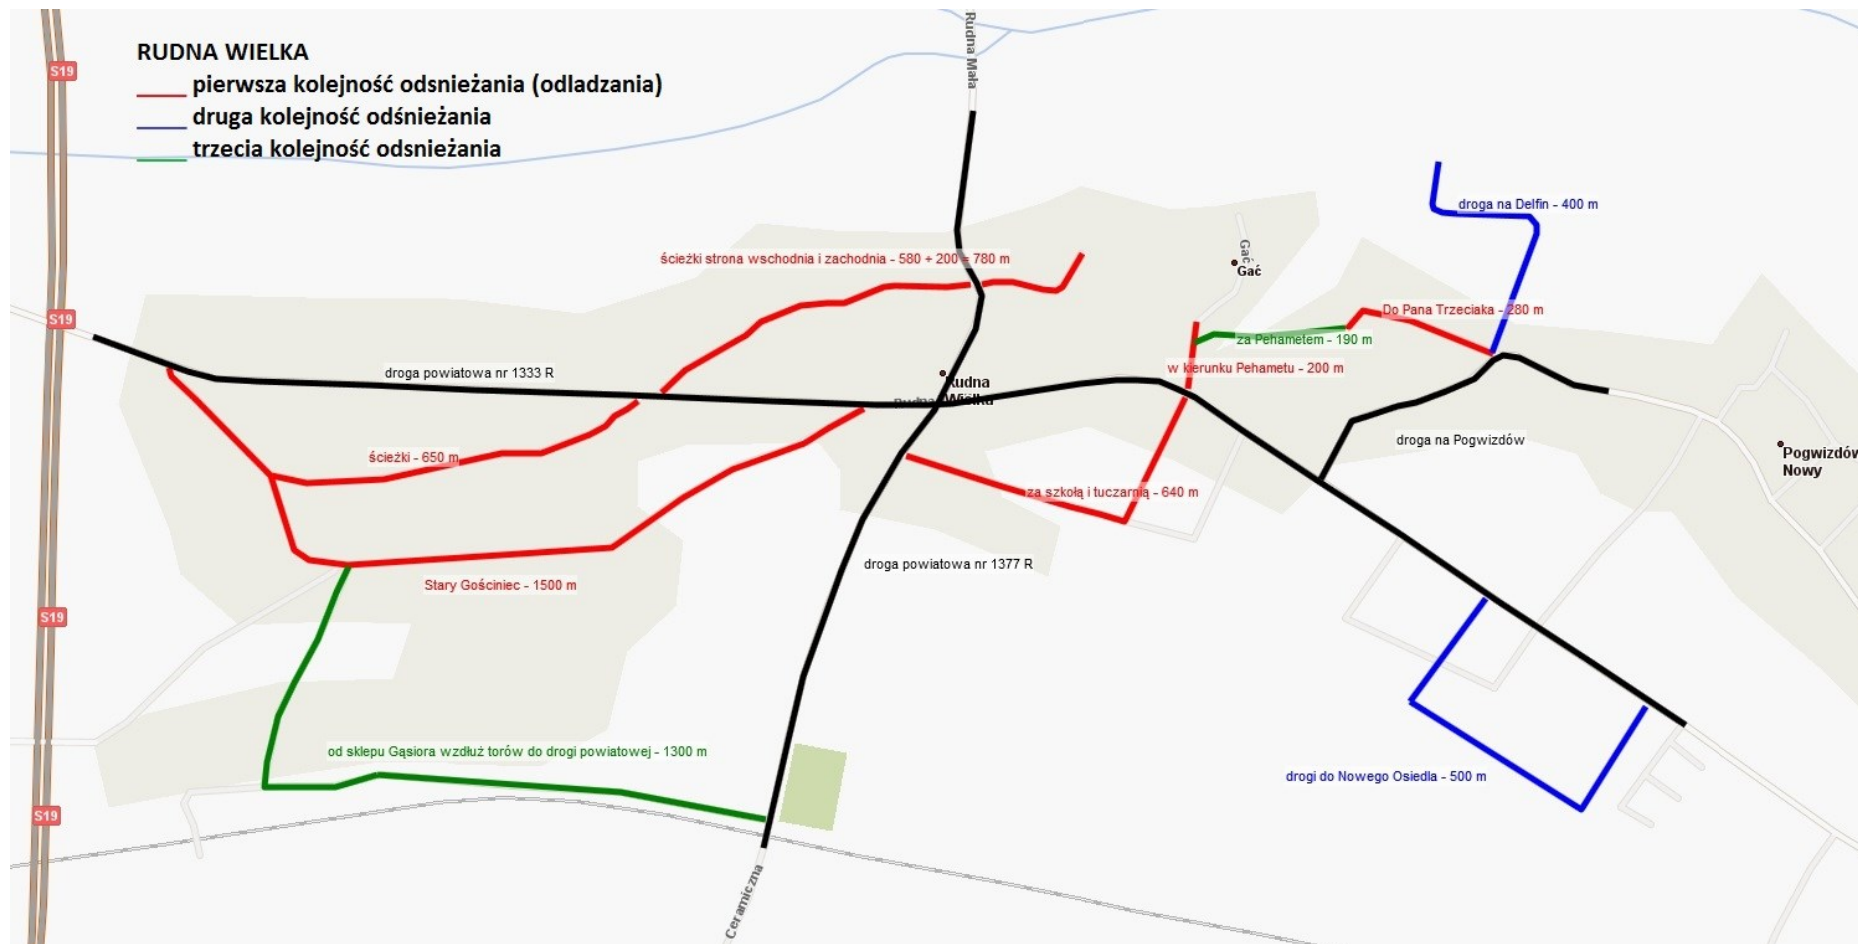 RUDNA WIELKA
pierwsza kolejność odsnieżania (odladzania)
druga kolejność odśnieżania
trzecia kolejność odsnieżania
S19
Rudna Mała
droga na Delfin - 400 m
ścieżki strona wschodnia i zachodnia - 580 + 200 = 780 m
Gać
Gać
S19
Do Pana Trzeciaka - 280 m
za Pehametem - 190 m
w kierunku Pehametu - 200 m
droga powiatowa nr 1333 R
Rudna
Wielka
Rudna
droga na Pogwizdów
Pogwizdów
Nowy
ścieżki - 650 m
za szkołą i tuczarnią - 640 m
droga powiatowa nr 1377 R
Stary Gościniec - 1500 m
S19
od sklepu Gąsiora wzdłuż torów do drogi powiatowej - 1300 m
drogi do Nowego Osiedla - 500 m
S19
Ceramiczna